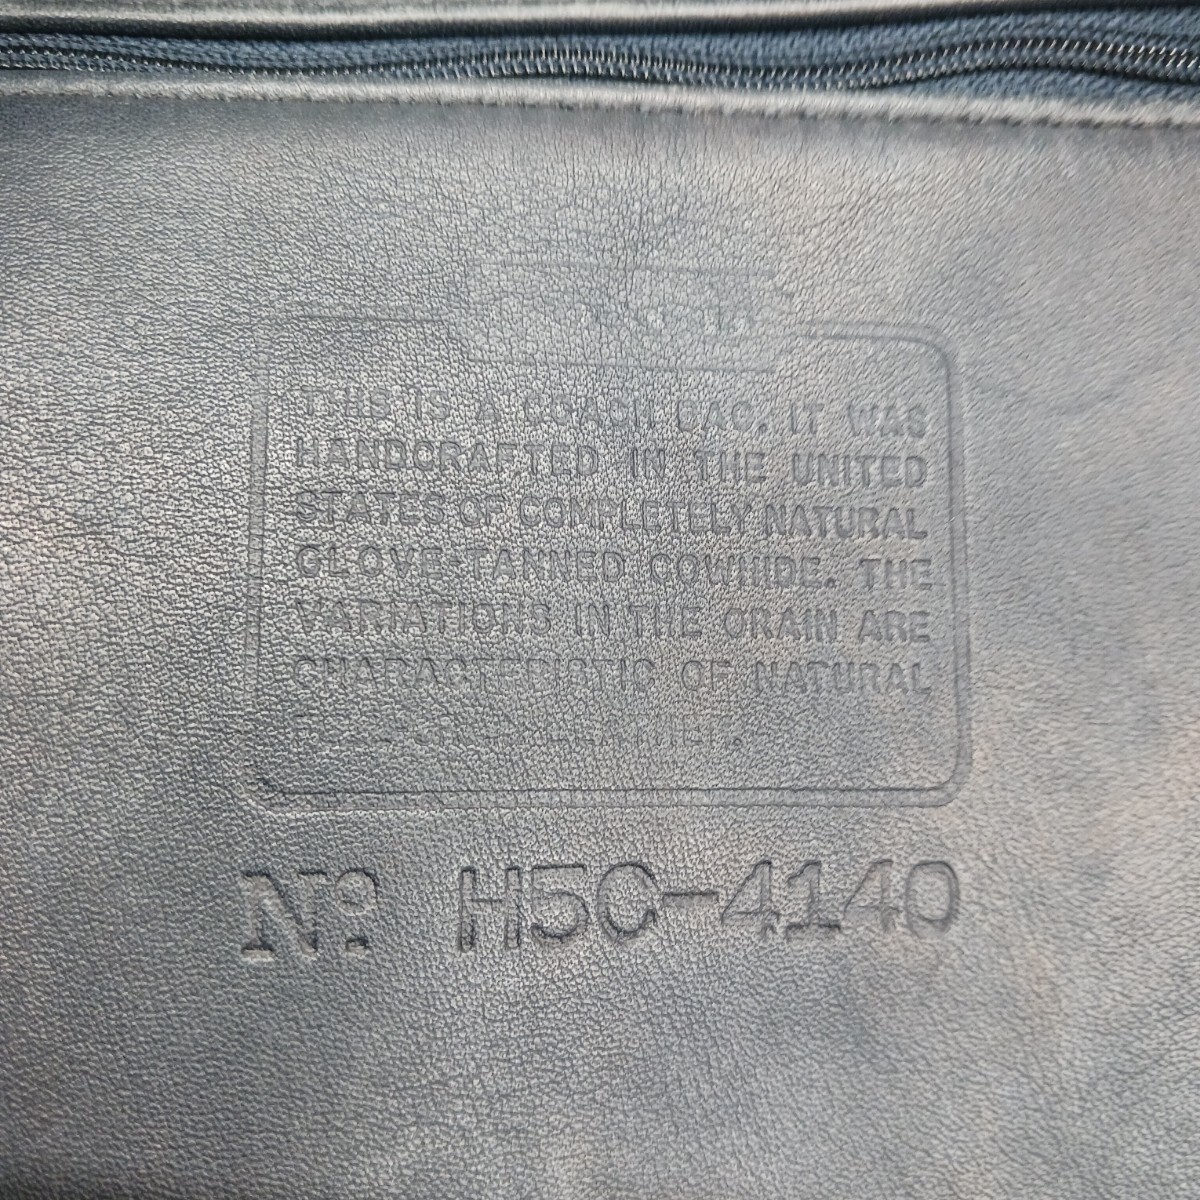 THIS IS A COACH BAG. IT WAS
HANDCRAFTED IN THE UNITED
STATES OF COMPLETELY NATURAL
GLOVE-TANNED COWHIDE. THE
VARIATIONS IN THE GRAIN ARE
CHARACTERISTIC OF NATURAL
LEATHER.
Nº H5C-4140